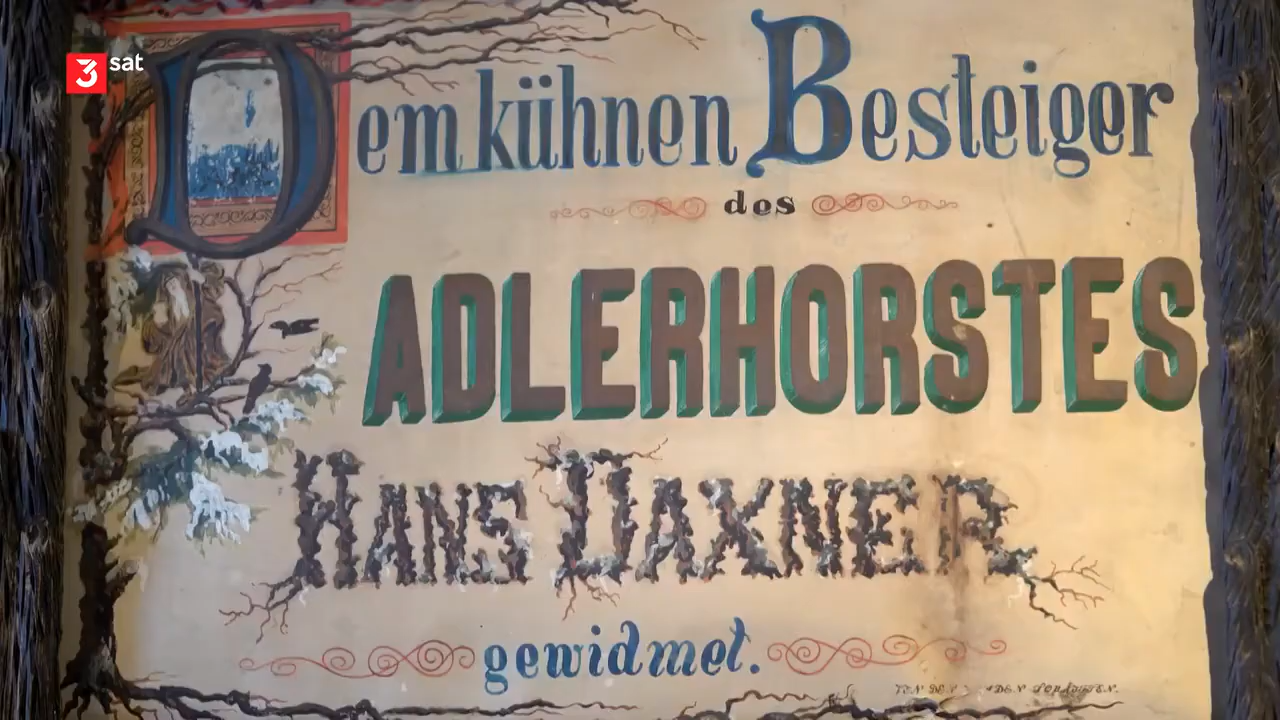 3sat
Dem kühnen Besteiger
des
ADLERHORSTES
HANS DAXNER
gewidmet.